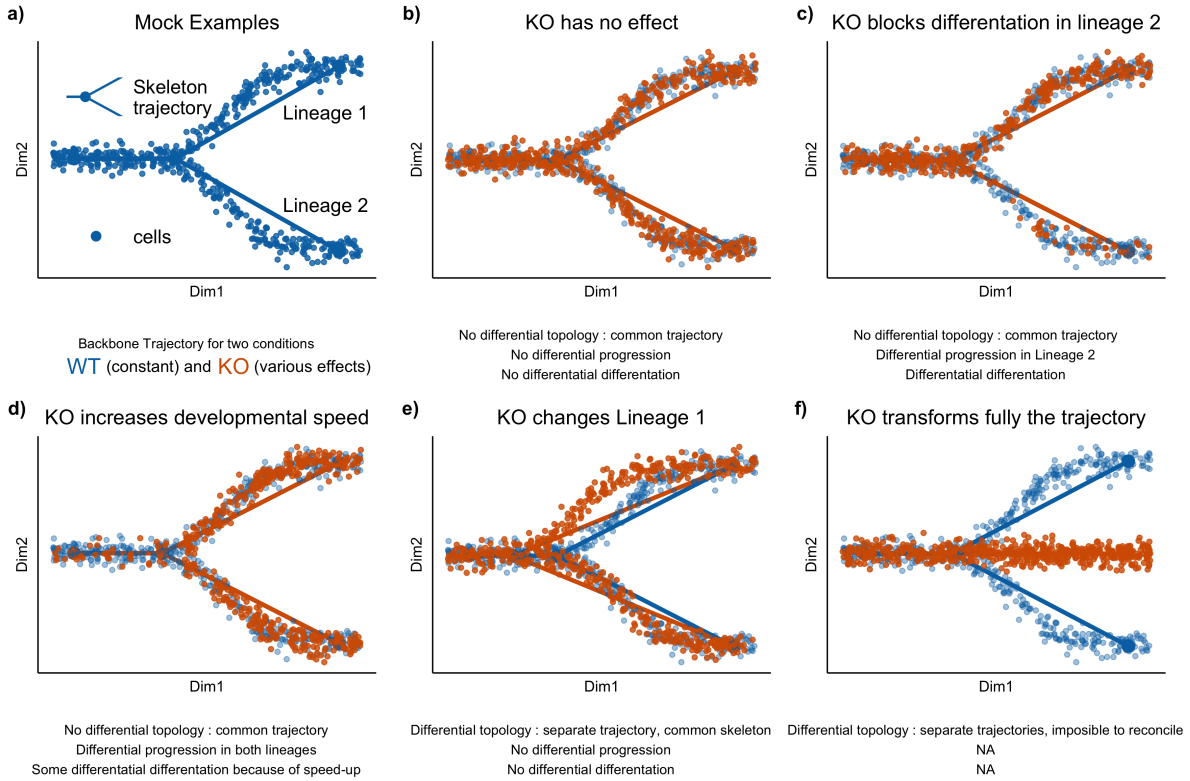 a)
Mock Examples
Skeleton
trajectory
Lineage 1
Lineage 2
cells
Dim2
Dim1
Backbone Trajectory for two conditions
WT (constant) and KO (various effects)
b)
KO has no effect
Dim2
Dim1
No differential topology : common trajectory
No differential progression
No differentatial differentation
c)
KO blocks differentation in lineage 2
Dim2
Dim1
No differential topology : common trajectory
Differential progression in Lineage 2
Differentatial differentation
d)
KO increases developmental speed
Dim2
Dim1
No differential topology : common trajectory
Differential progression in both lineages
Some differentatial differentation because of speed-up
e)
KO changes Lineage 1
Dim2
Dim1
Differential topology : separate trajectory, common skeleton
No differential progression
No differential differentation
f)
KO transforms fully the trajectory
Dim2
Dim1
Differential topology : separate trajectories, imposible to reconcile
NA
NA